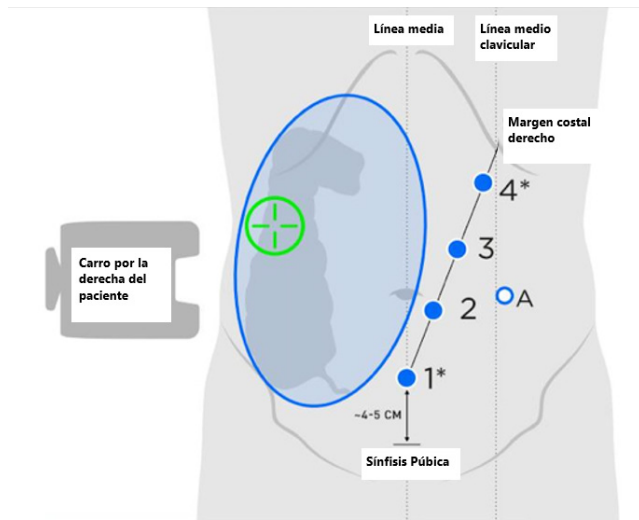 Línea media
Línea medio
clavicular
Margen costal
derecho
4*
3
Carro por la
derecha del
paciente
A
2
1*
~4-5 CM
Sínfisis Púbica